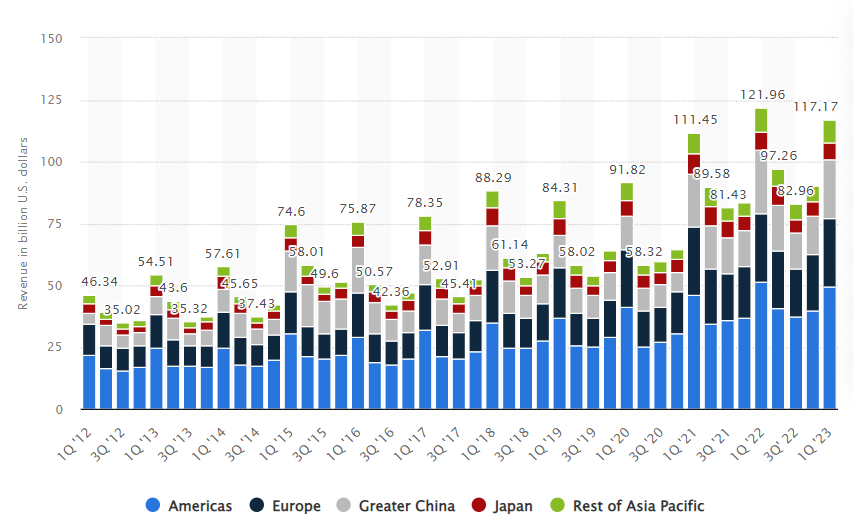 Revenue in billion U.S. dollars
150
125
100
75
50
25
0
46.34
35.02
54.51
43.6
35.32
57.61
45.65
37.43
74.6
58.01
49.6
75.87
50.57
42.36
78.35
52.91
45.41
88.29
61.14
53.27
84.31
58.02
91.82
58.32
111.45
89.58
81.43
121.96
97.26
82.96
117.17
1Q '12
3Q '12
1Q '13
3Q '13
1Q '14
3Q '14
1Q '15
3Q '15
1Q '16
3Q '16
1Q '17
3Q '17
1Q '18
3Q '18
1Q '19
3Q '19
1Q '20
3Q '20
1Q '21
3Q '21
1Q '22
3Q '22
1Q '23
Americas Europe Greater China Japan Rest of Asia Pacific